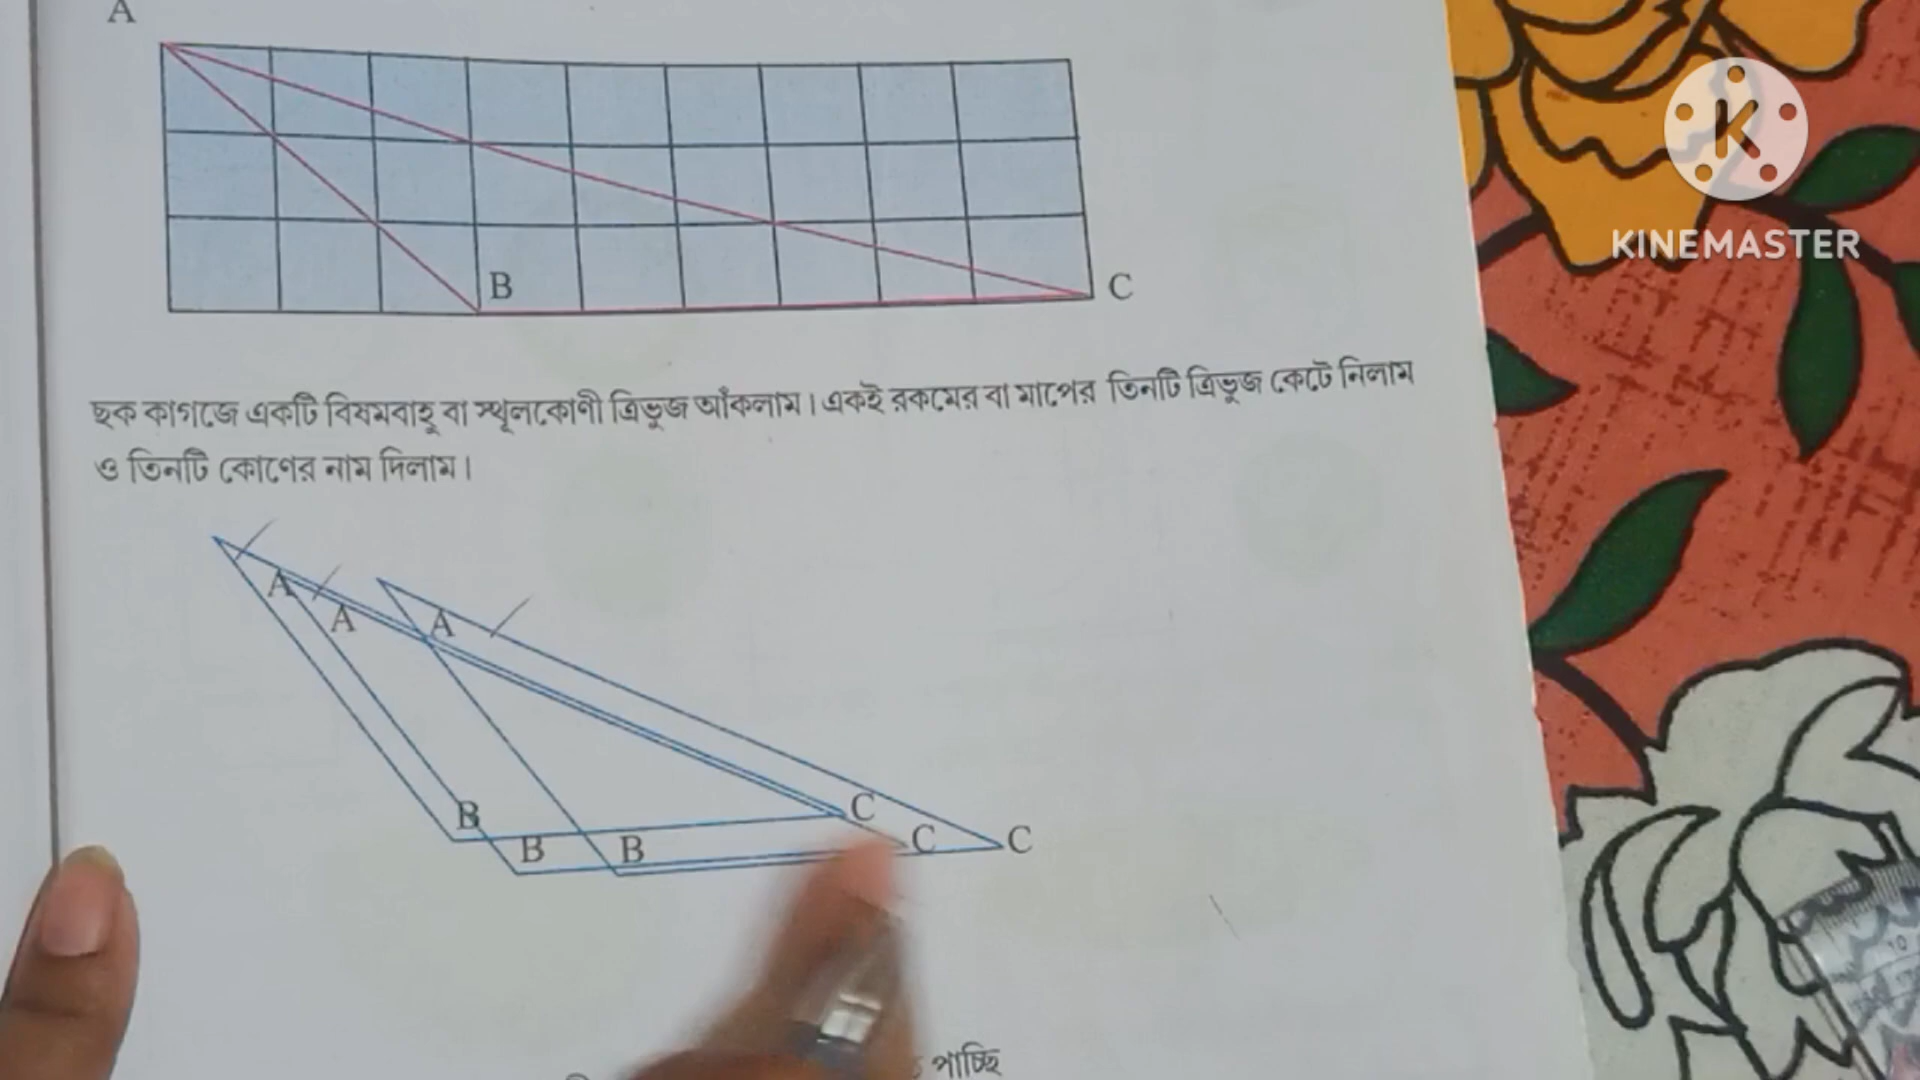 A
B
C
K
KINEMASTER
ছক কাগজে একটি বিষমবাহু বা স্থূলকোণী ত্রিভুজ আঁকলাম। একই রকমের বা মাপের তিনটি ত্রিভুজ কেটে নিলাম
ও তিনটি কোণের নাম দিলাম।
A
A
A
B
B
B
C
C
C
পাচ্ছি